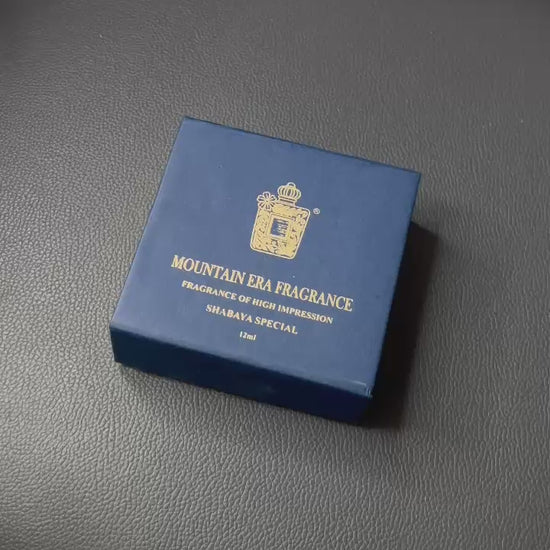 ®
MOUNTAIN ERA FRAGRANCE
FRAGRANCE OF HIGH IMPRESSION
SHABAYA SPECIAL
12ml